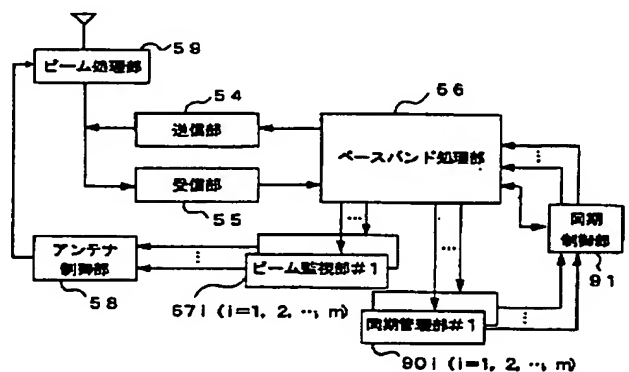 59
ビーム処理部
54
56
送信部
ベースバンド処理部
受信部
55
同期
制御部
91
アンテナ
制御部
58
ビーム監視部#1
57i (i=1, 2, ‥, m)
同期管理部#1
90i (i=1, 2, ‥, m)